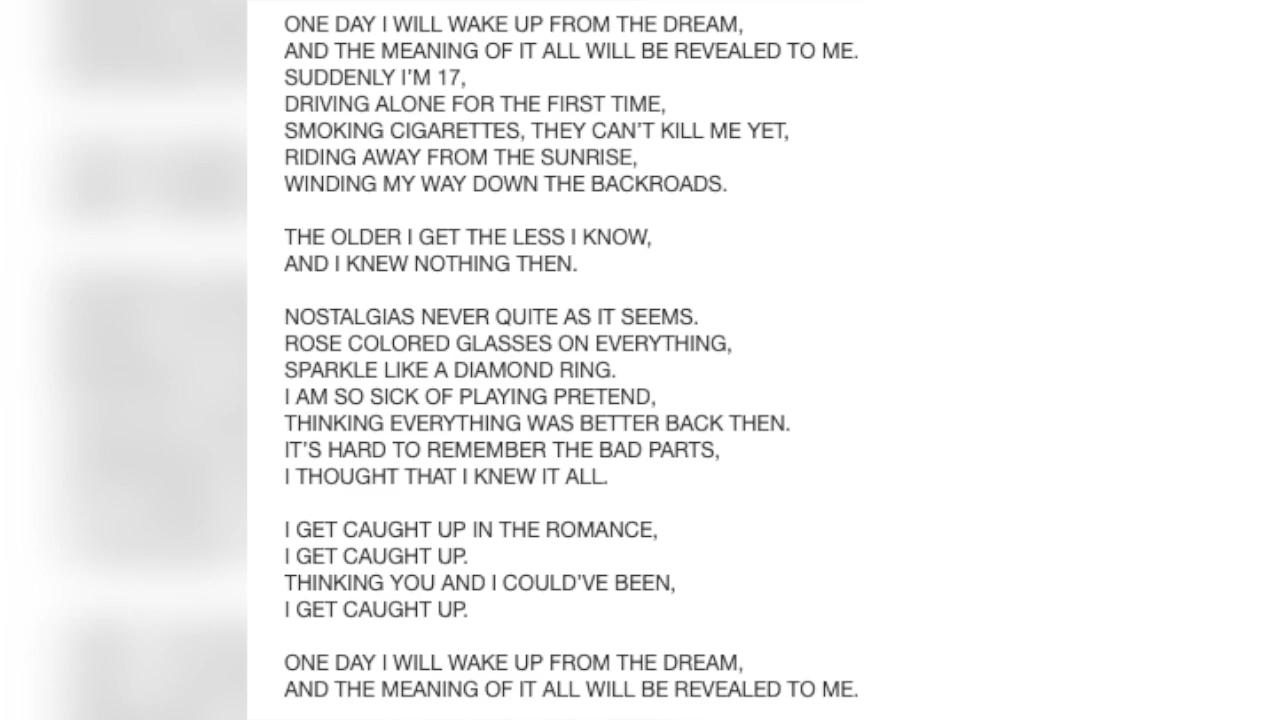 ONE DAY I WILL WAKE UP FROM THE DREAM,
AND THE MEANING OF IT ALL WILL BE REVEALED TO ME.
SUDDENLY I'M 17,
DRIVING ALONE FOR THE FIRST TIME,
SMOKING CIGARETTES, THEY CAN'T KILL ME YET,
RIDING AWAY FROM THE SUNRISE,
WINDING MY WAY DOWN THE BACKROADS.

THE OLDER I GET THE LESS I KNOW,
AND I KNEW NOTHING THEN.

NOSTALGIAS NEVER QUITE AS IT SEEMS.
ROSE COLORED GLASSES ON EVERYTHING,
SPARKLE LIKE A DIAMOND RING.
I AM SO SICK OF PLAYING PRETEND,
THINKING EVERYTHING WAS BETTER BACK THEN.
IT'S HARD TO REMEMBER THE BAD PARTS,
I THOUGHT THAT I KNEW IT ALL.

I GET CAUGHT UP IN THE ROMANCE,
I GET CAUGHT UP.
THINKING YOU AND I COULD'VE BEEN,
I GET CAUGHT UP.

ONE DAY I WILL WAKE UP FROM THE DREAM,
AND THE MEANING OF IT ALL WILL BE REVEALED TO ME.